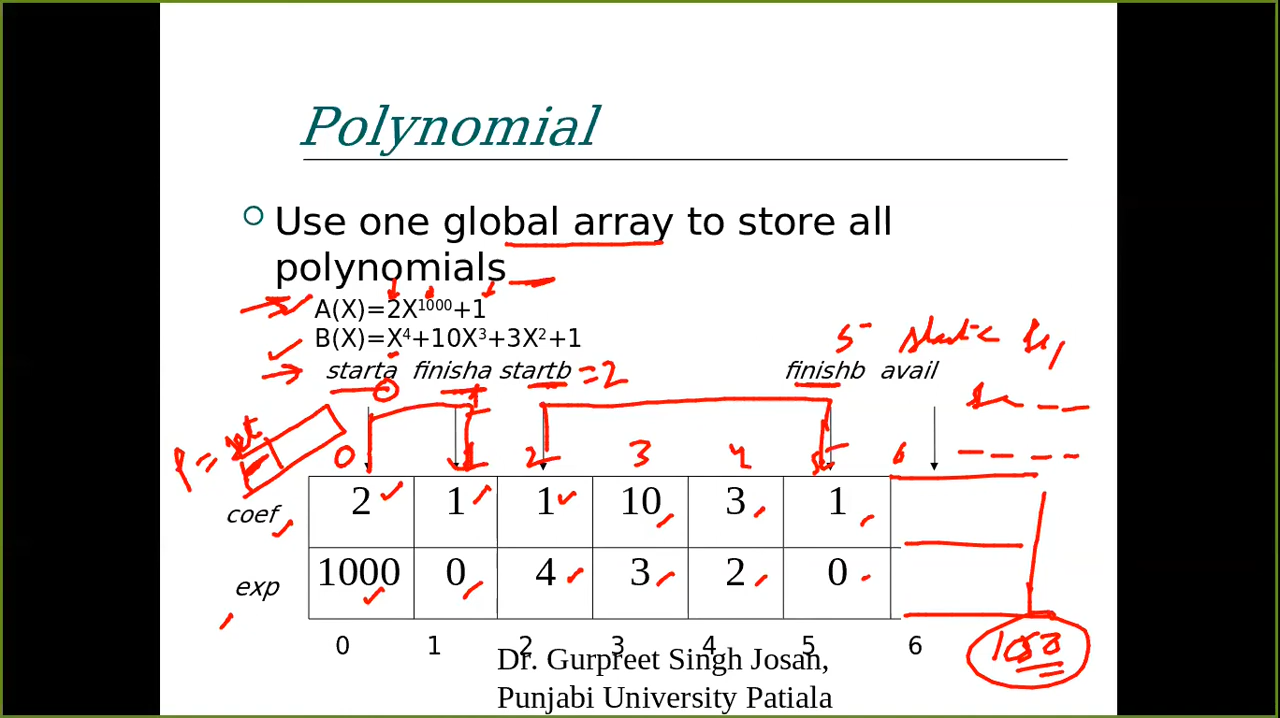 Polynomial
Use one global array to store all
polynomials
A(X)=2X¹⁰⁰⁰+1
B(X)=X⁴+10X³+3X²+1
starta finisha startb =2 finishb avail
0 1 2 3 4 5 6
coef 2 1 1 10 3 1
exp 1000 0 4 3 2 0
0 1 2 3 4 5 6
Dr. Gurpreet Singh Josan,
Punjabi University Patiala